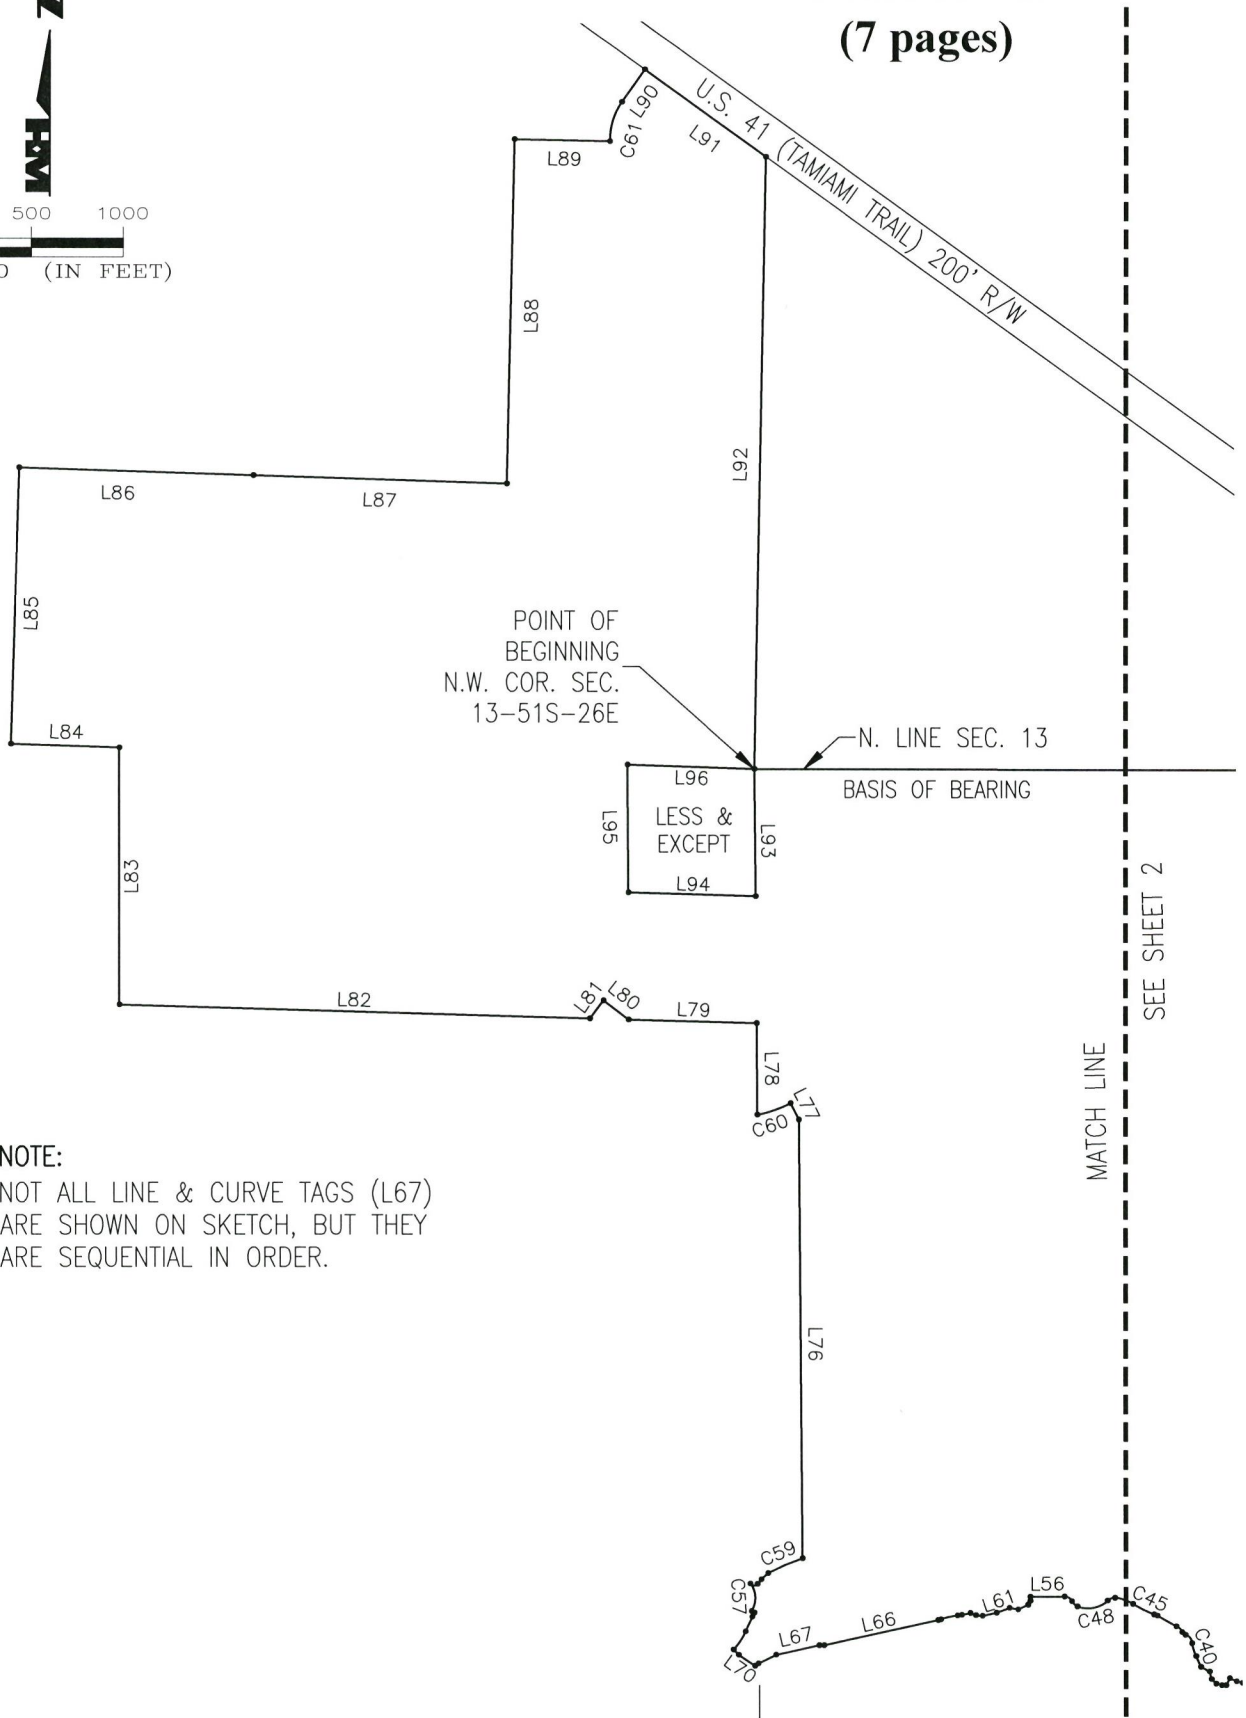 (7 pages)
N
HM
500 1000
(IN FEET)
L90
C61
L91
U.S. 41 (TAMIAMI TRAIL) 200' R/W
L89
L88
L92
L86
L87
L85
POINT OF
BEGINNING
N.W. COR. SEC.
13-51S-26E
L84
N. LINE SEC. 13
BASIS OF BEARING
L96
L95
LESS &
EXCEPT
L93
L94
L83
SEE SHEET 2
MATCH LINE
L82
L81
L80
L79
L78
L77
C60
NOTE:
NOT ALL LINE & CURVE TAGS (L67)
ARE SHOWN ON SKETCH, BUT THEY
ARE SEQUENTIAL IN ORDER.
L76
C59
C57
L56
L61
C48
C45
L66
L67
C40
L70